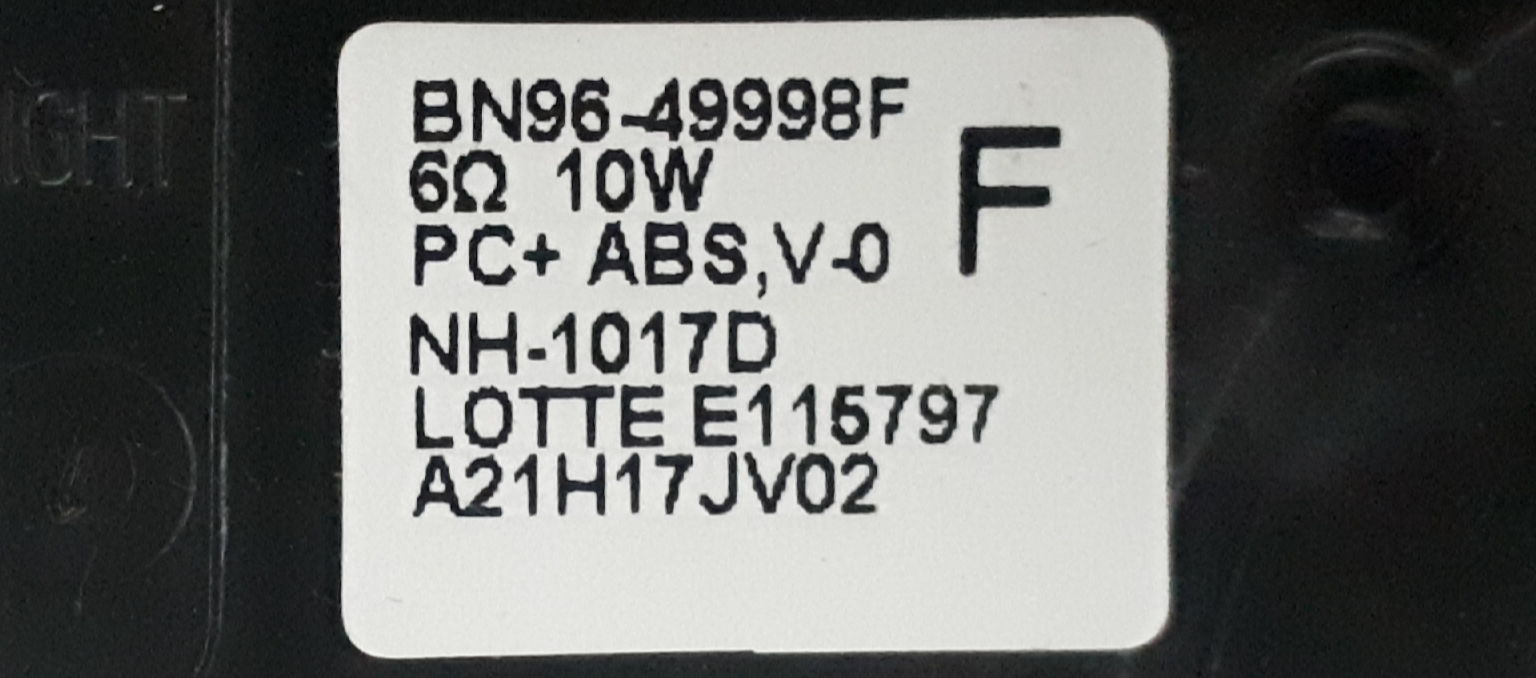 BN96-49998F
6Ω 10W
F
PC+ ABS,V-0
NH-1017D
LOTTE E115797
A21H17JV02